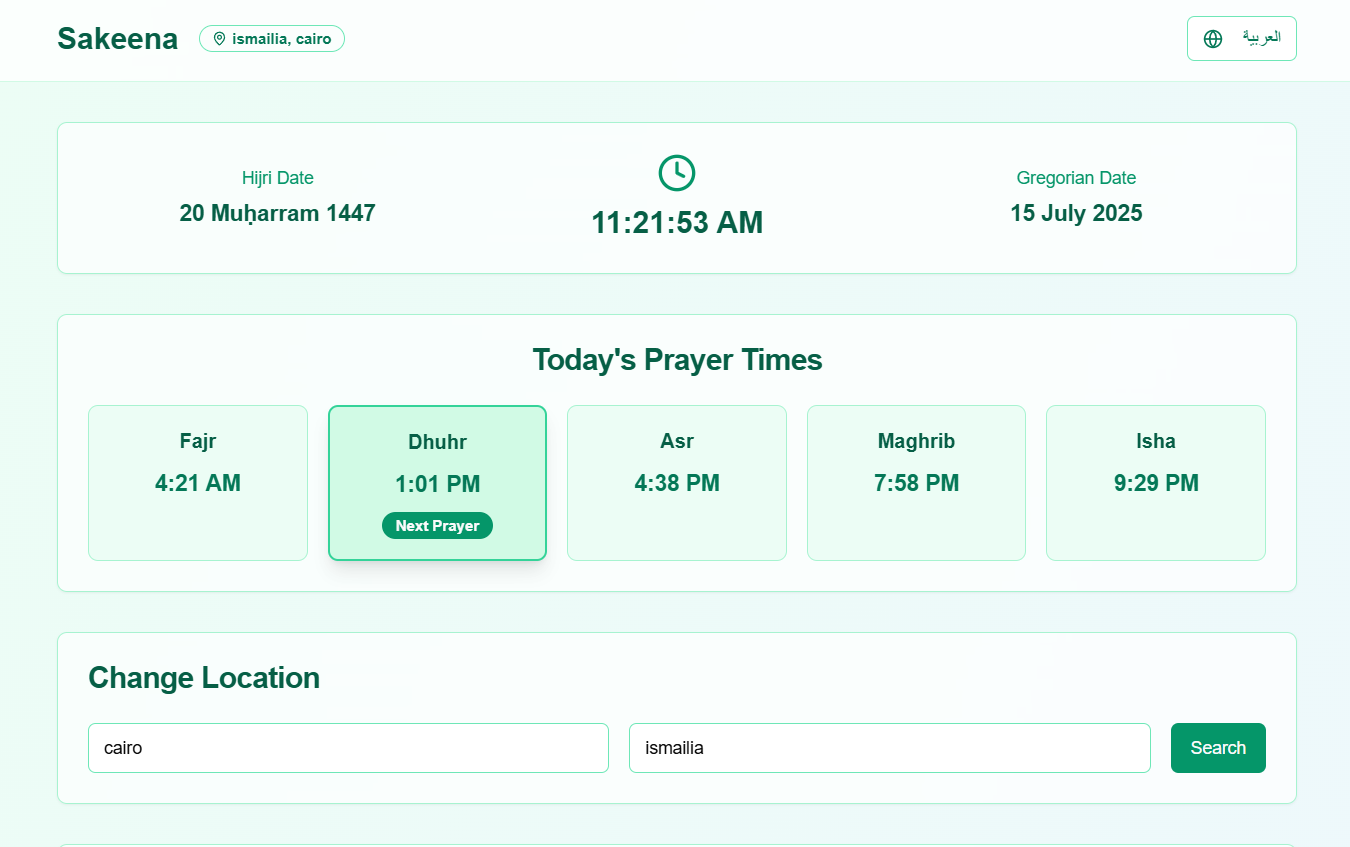 Sakeena
ismailia, cairo
العربية
Hijri Date
20 Muḥarram 1447
11:21:53 AM
Gregorian Date
15 July 2025
Today's Prayer Times
Fajr
4:21 AM
Dhuhr
1:01 PM
Next Prayer
Asr
4:38 PM
Maghrib
7:58 PM
Isha
9:29 PM
Change Location
cairo
ismailia
Search